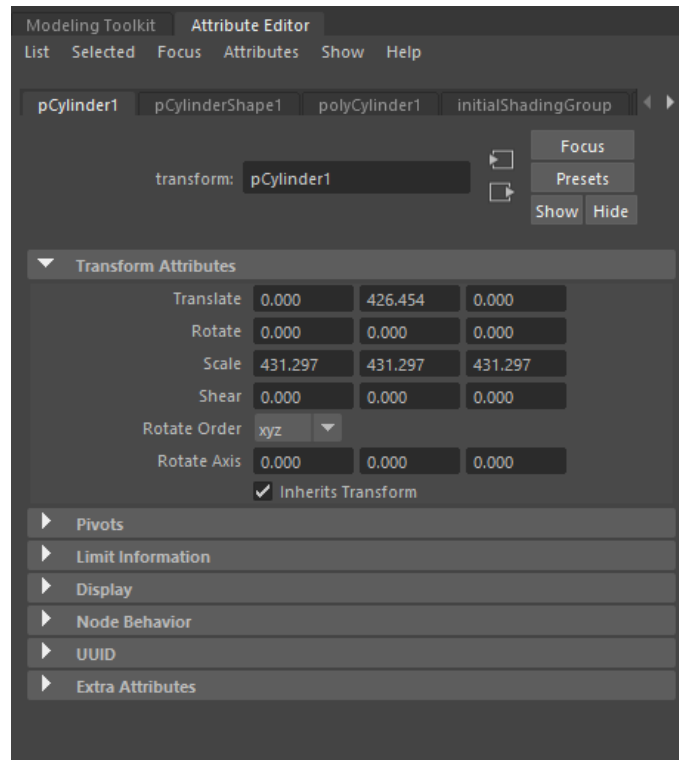 Modeling Toolkit Attribute Editor
List Selected Focus Attributes Show Help
pCylinder1 pCylinderShape1 polyCylinder1 initialShadingGroup
Focus
transform: pCylinder1 Presets
Show Hide
Transform Attributes
Translate 0.000 426.454 0.000
Rotate 0.000 0.000 0.000
Scale 431.297 431.297 431.297
Shear 0.000 0.000 0.000
Rotate Order xyz
Rotate Axis 0.000 0.000 0.000
Inherits Transform
Pivots
Limit Information
Display
Node Behavior
UUID
Extra Attributes